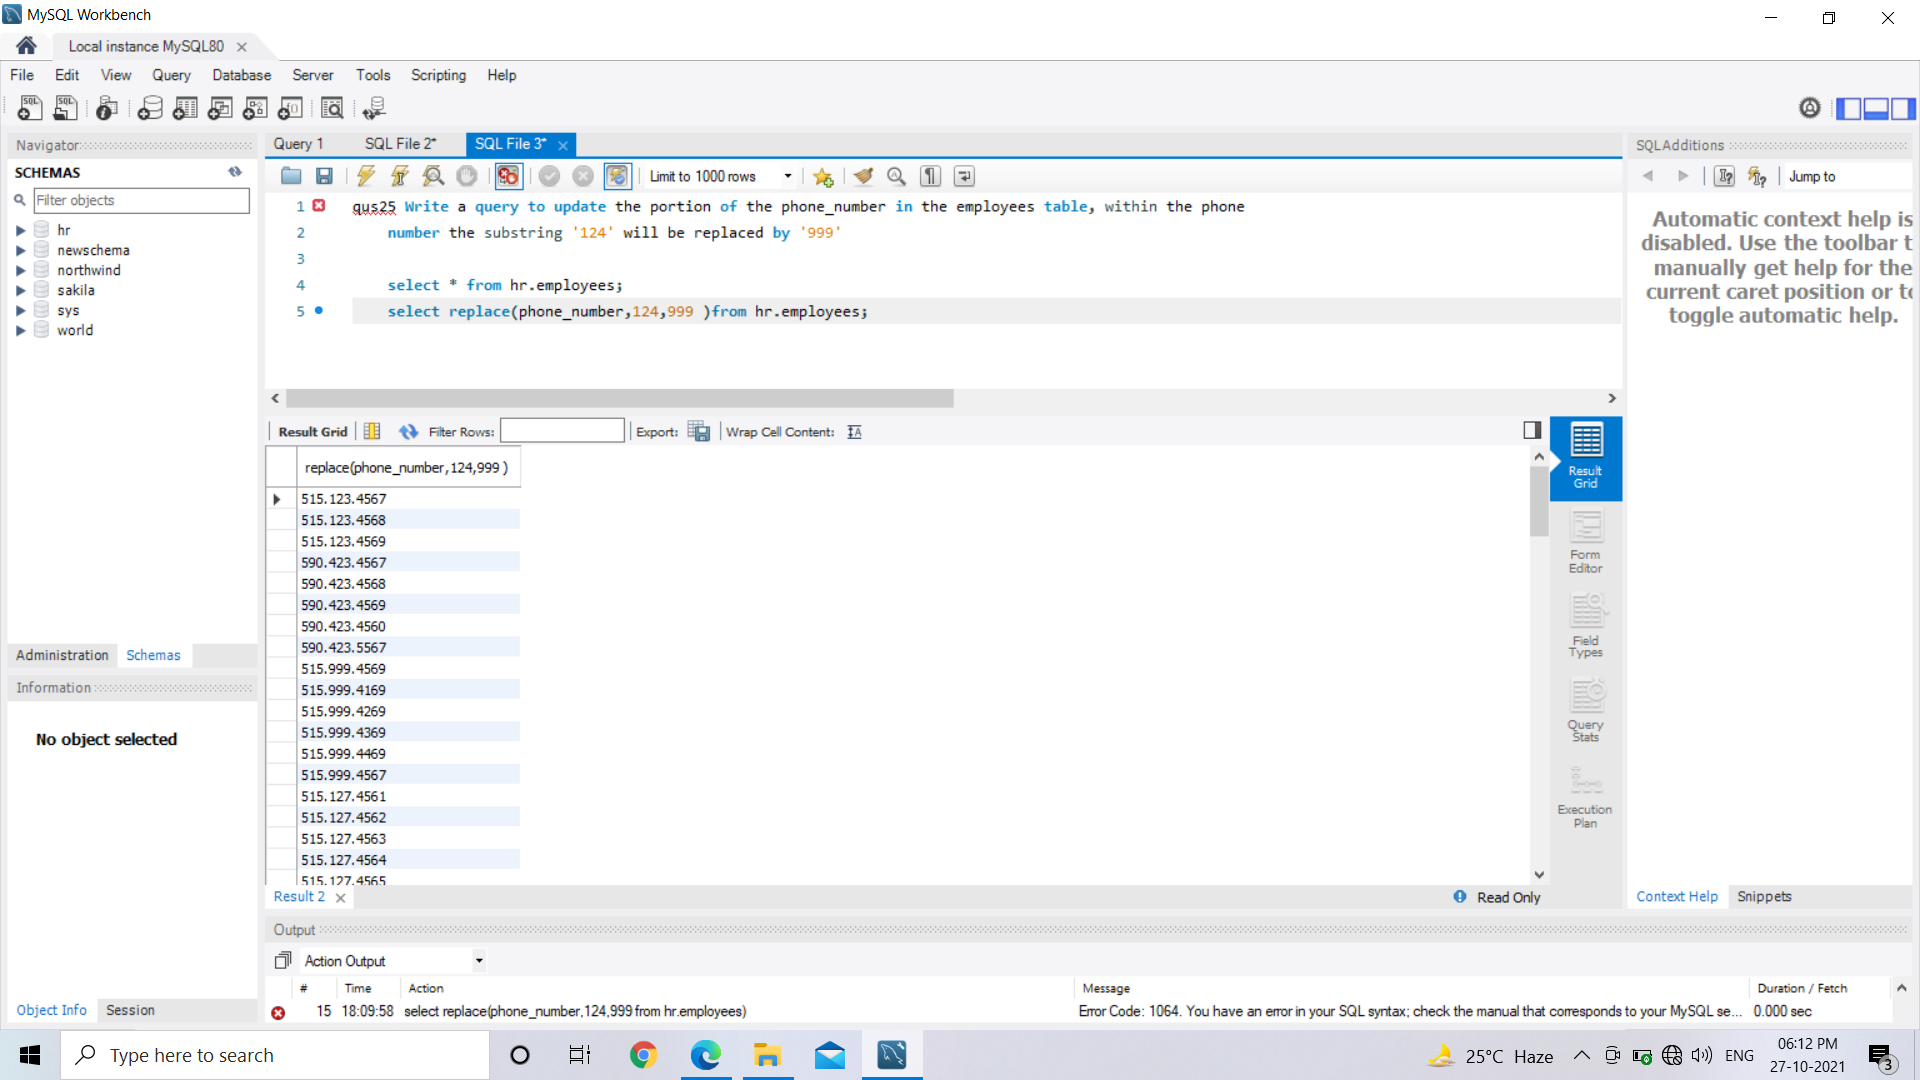 MySQL Workbench
Local instance MySQL80
File Edit View Query Database Server Tools Scripting Help
Navigator
SCHEMAS
Filter objects
hr
newschema
northwind
sakila
sys
world
Administration Schemas
Information
No object selected
Object Info Session
Query 1 SQL File 2* SQL File 3*
Limit to 1000 rows
1 qus25 Write a query to update the portion of the phone_number in the employees table, within the phone
2 number the substring '124' will be replaced by '999'
3
4 select * from hr.employees;
5 select replace(phone_number,124,999 )from hr.employees;
Result Grid Filter Rows: Export: Wrap Cell Content:
replace(phone_number,124,999 )
515.123.4567
515.123.4568
515.123.4569
590.423.4567
590.423.4568
590.423.4569
590.423.4560
590.423.5567
515.999.4569
515.999.4169
515.999.4269
515.999.4369
515.999.4469
515.999.4567
515.127.4561
515.127.4562
515.127.4563
515.127.4564
515.127.4565
Result 2
Read Only
Result
Grid
Form
Editor
Field
Types
Query
Stats
Execution
Plan
SQLAdditions
Jump to
Automatic context help is
disabled. Use the toolbar t
manually get help for the
current caret position or to
toggle automatic help.
Context Help Snippets
Output
Action Output
# Time Action Message Duration / Fetch
15 18:09:58 select replace(phone_number,124,999 from hr.employees) Error Code: 1064. You have an error in your SQL syntax; check the manual that corresponds to your MySQL se... 0.000 sec
Type here to search
25°C Haze
ENG
06:12 PM
27-10-2021
3